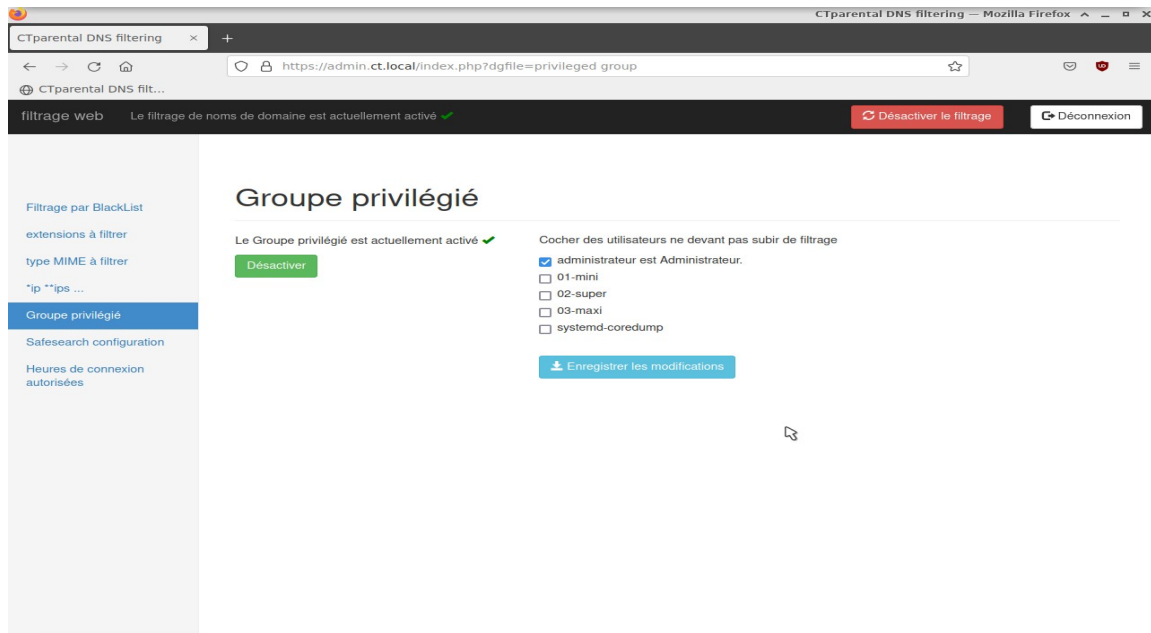 CTparental DNS filtering — Mozilla Firefox
CTparental DNS filtering
https://admin.ct.local/index.php?dgfile=privileged group
CTparental DNS filt...
filtrage web Le filtrage de noms de domaine est actuellement activé Désactiver le filtrage Déconnexion
Groupe privilégié
Filtrage par BlackList
extensions à filtrer
type MIME à filtrer
*ip **ips ...
Groupe privilégié
Safesearch configuration
Heures de connexion
autorisées
Le Groupe privilégié est actuellement activé
Désactiver
Cocher des utilisateurs ne devant pas subir de filtrage
administrateur est Administrateur.
01-mini
02-super
03-maxi
systemd-coredump
Enregistrer les modifications